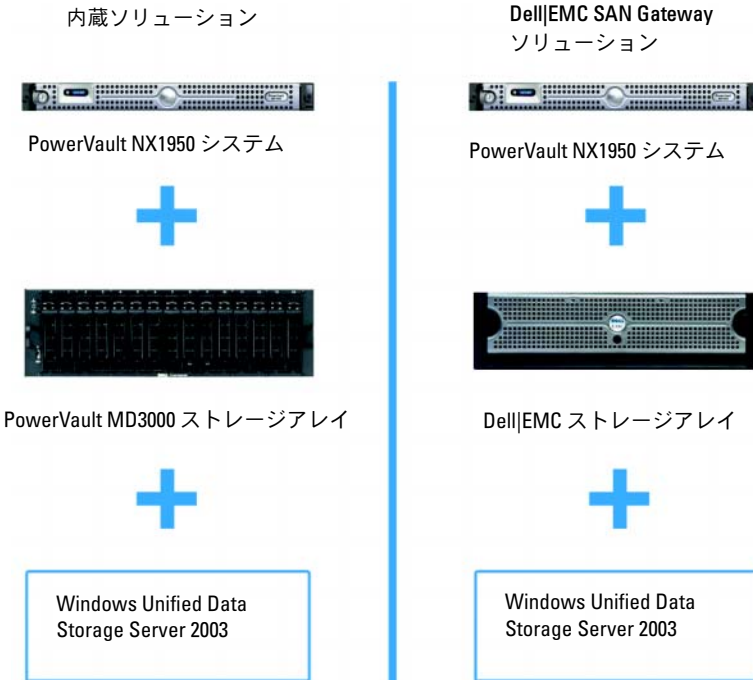 内蔵ソリューション
PowerVault NX1950 システム
PowerVault MD3000 ストレージアレイ
Windows Unified Data
Storage Server 2003
Dell|EMC SAN Gateway
ソリューション
PowerVault NX1950 システム
Dell|EMC ストレージアレイ
Windows Unified Data
Storage Server 2003